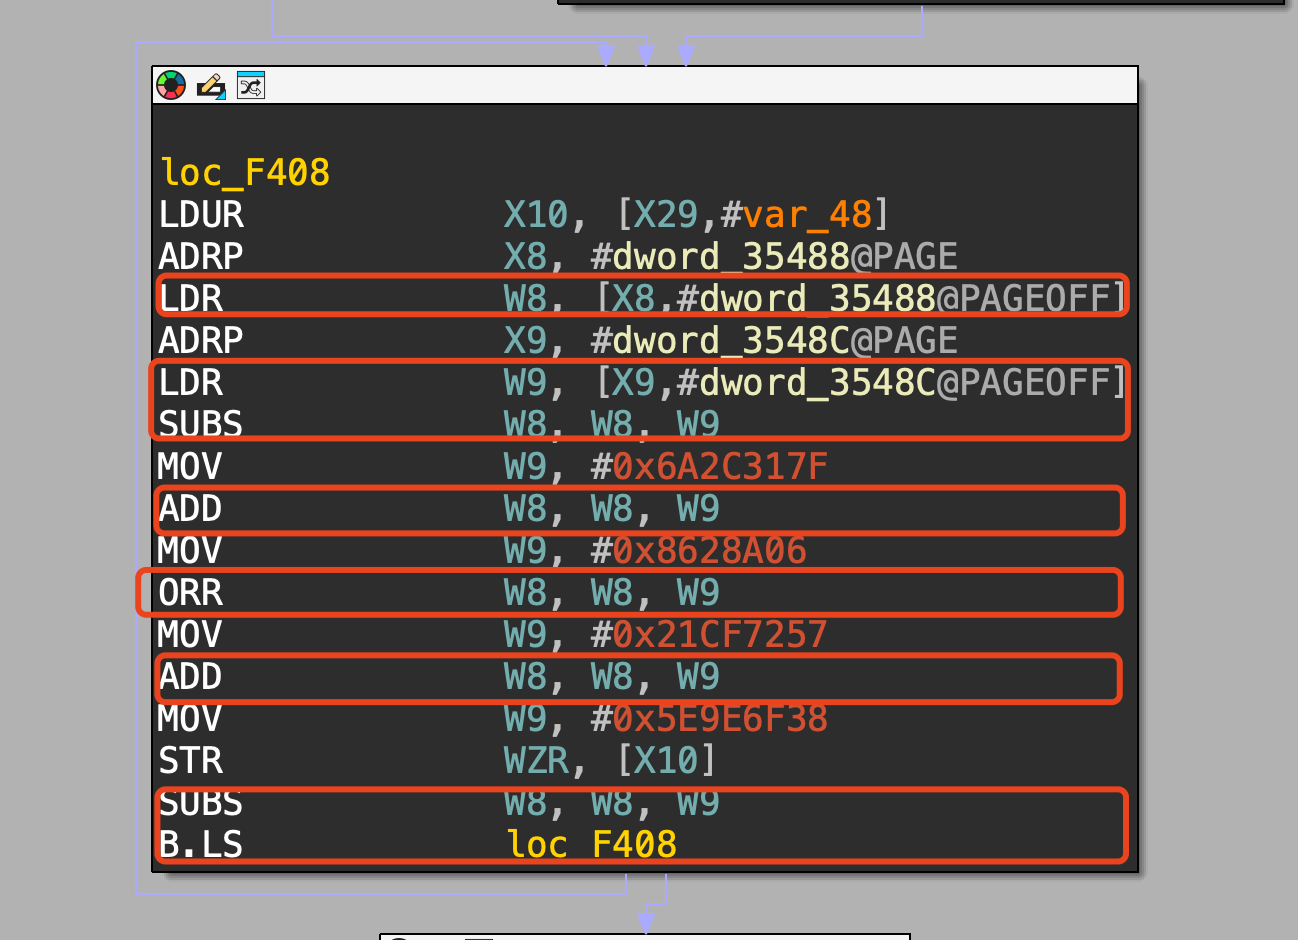 loc_F408
LDUR X10, [X29,#var_48]
ADRP X8, #dword_35488@PAGE
LDR W8, [X8,#dword_35488@PAGEOFF]
ADRP X9, #dword_3548C@PAGE
LDR W9, [X9,#dword_3548C@PAGEOFF]
SUBS W8, W8, W9
MOV W9, #0x6A2C317F
ADD W8, W8, W9
MOV W9, #0x8628A06
ORR W8, W8, W9
MOV W9, #0x21CF7257
ADD W8, W8, W9
MOV W9, #0x5E9E6F38
STR WZR, [X10]
SUBS W8, W8, W9
B.LS loc_F408